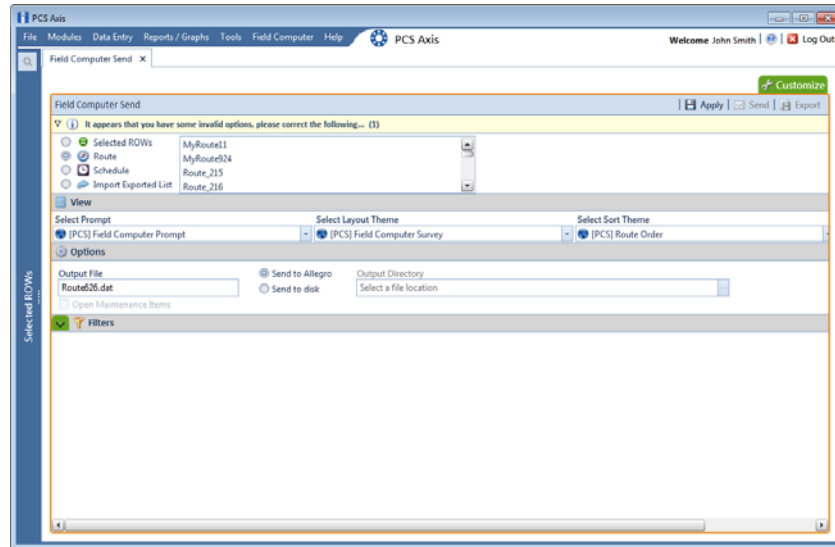 PCS Axis
File Modules Data Entry Reports / Graphs Tools Field Computer Help PCS Axis Welcome John Smith | | Log Out
Field Computer Send X
Customize
Field Computer Send | Apply | Send | Export
It appears that you have some invalid options, please correct the following... (1)
Selected ROWs
Route
Schedule
Import Exported List
MyRoute11
MyRoute924
Route_215
Route_216
View
Select Prompt Select Layout Theme Select Sort Theme
[PCS] Field Computer Prompt [PCS] Field Computer Survey [PCS] Route Order
Options
Output File Send to Allegro Output Directory
Route626.dat Send to disk Select a file location
Open Maintenance Items
Filters
Selected ROWs